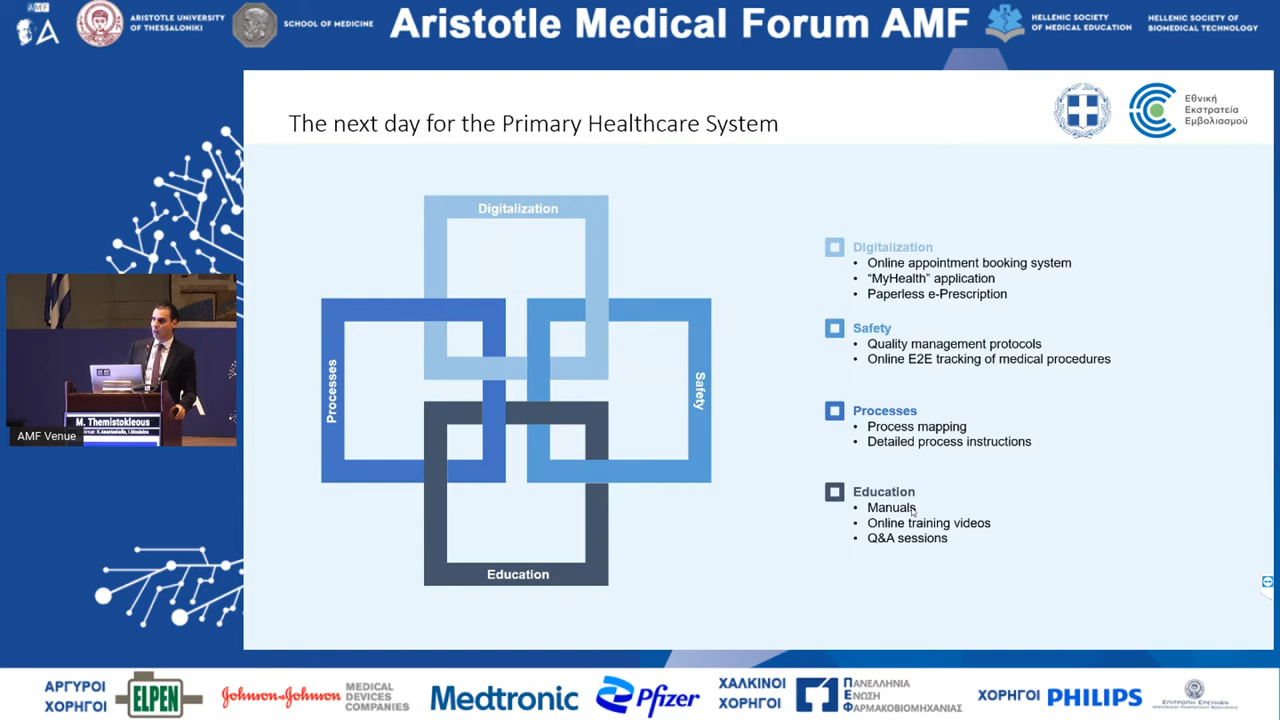 AMF
ARISTOTLE UNIVERSITY
OF THESSALONIKI
SCHOOL OF MEDICINE
Aristotle Medical Forum AMF
HELLENIC SOCIETY
OF MEDICAL EDUCATION
HELLENIC SOCIETY OF
BIOMEDICAL TECHNOLOGY
The next day for the Primary Healthcare System
Εθνική
Εκστρατεία
Εμβολιασμού
Digitalization
Processes
Safety
Education
Digitalization
• Online appointment booking system
• “MyHealth” application
• Paperless e-Prescription
Safety
• Quality management protocols
• Online E2E tracking of medical procedures
Processes
• Process mapping
• Detailed process instructions
Education
• Manuals
• Online training videos
• Q&A sessions
M. Themistokleous
AMF Venue
ΑΡΓΥΡΟΙ
ΧΟΡΗΓΟΙ
ELPEN
Johnson&Johnson
MEDICAL
DEVICES
COMPANIES
Medtronic
Pfizer
ΧΑΛΚΙΝΟΙ
ΧΟΡΗΓΟΙ
ΠΑΝΕΛΛΗΝΙΑ
ΕΝΩΣΗ
ΦΑΡΜΑΚΟΒΙΟΜΗΧΑΝΙΑΣ
ΧΟΡΗΓΟΙ
PHILIPS
ΕΠΙΤΡΟΠΗ ΕΡΕΥΝΩΝ